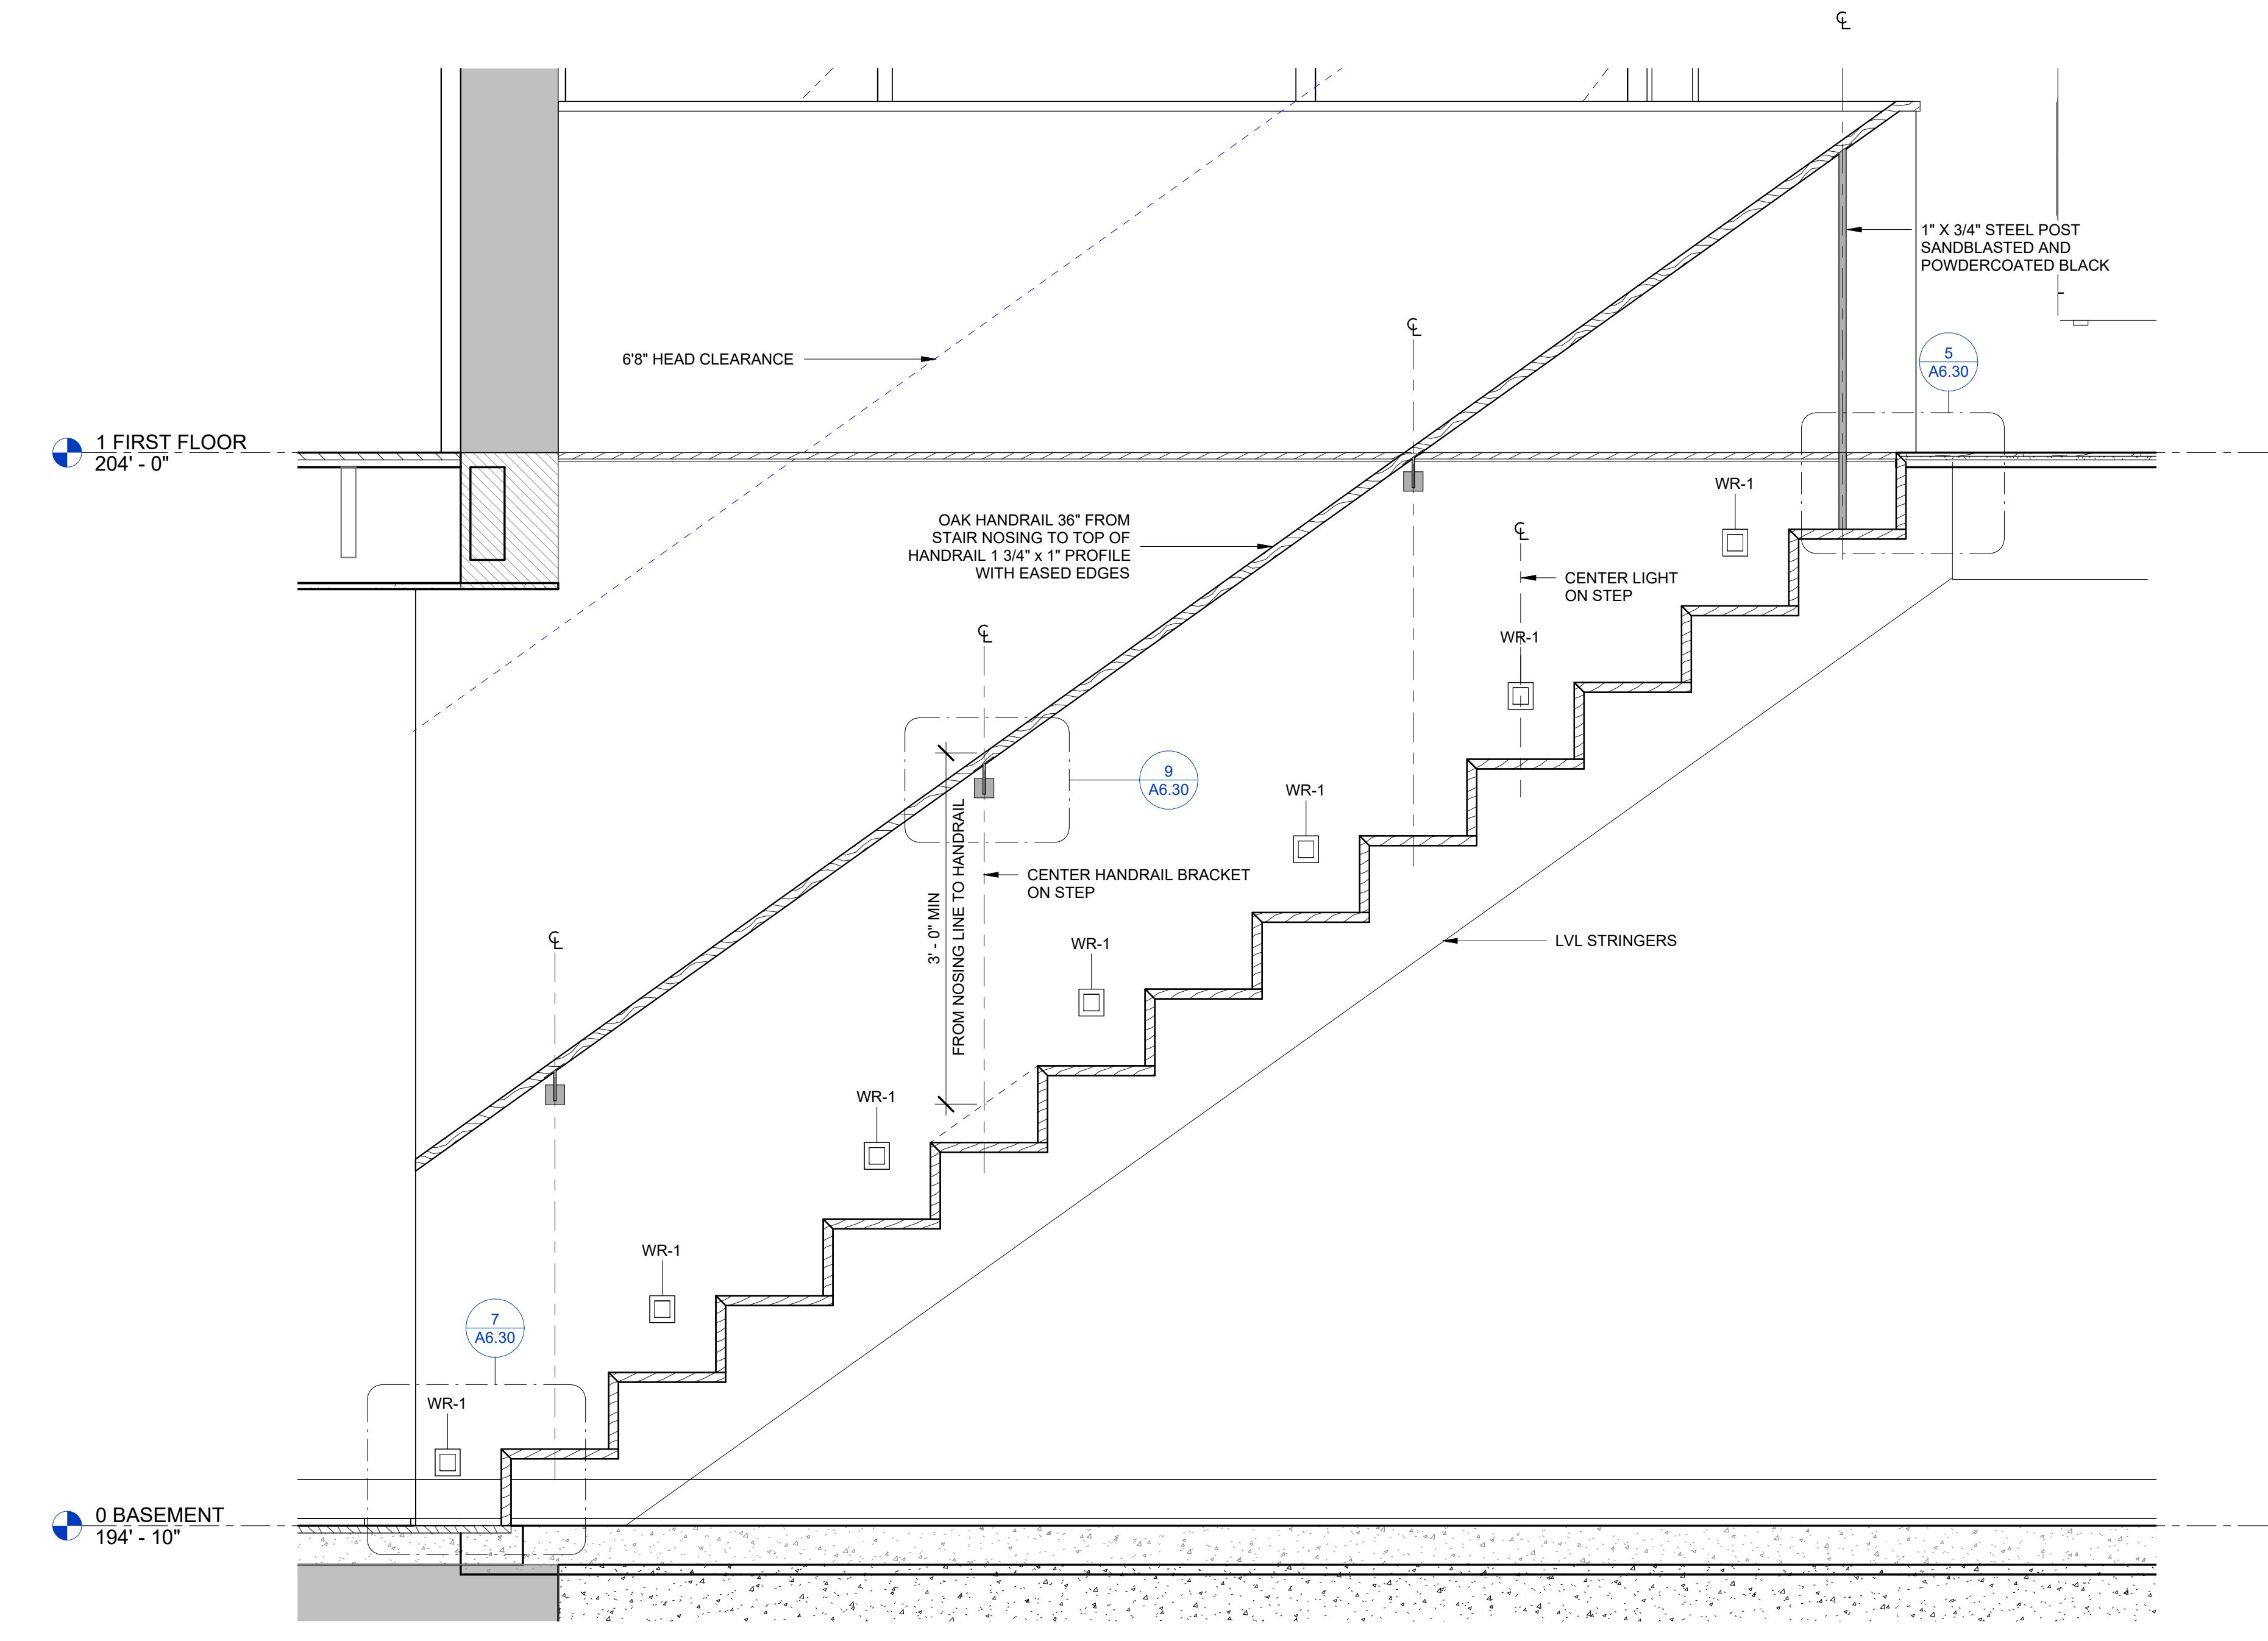 ℄
1" X 3/4" STEEL POST
SANDBLASTED AND
POWDERCOATED BLACK
℄
6'8" HEAD CLEARANCE
5
A6.30
1 FIRST FLOOR
204' - 0"
WR-1
OAK HANDRAIL 36" FROM
STAIR NOSING TO TOP OF
HANDRAIL 1 3/4" x 1" PROFILE
WITH EASED EDGES
℄
CENTER LIGHT
ON STEP
℄
WR-1
9
A6.30
WR-1
3' - 0" MIN
FROM NOSING LINE TO HANDRAIL
CENTER HANDRAIL BRACKET
ON STEP
℄
WR-1
LVL STRINGERS
WR-1
WR-1
7
A6.30
WR-1
0 BASEMENT
194' - 10"